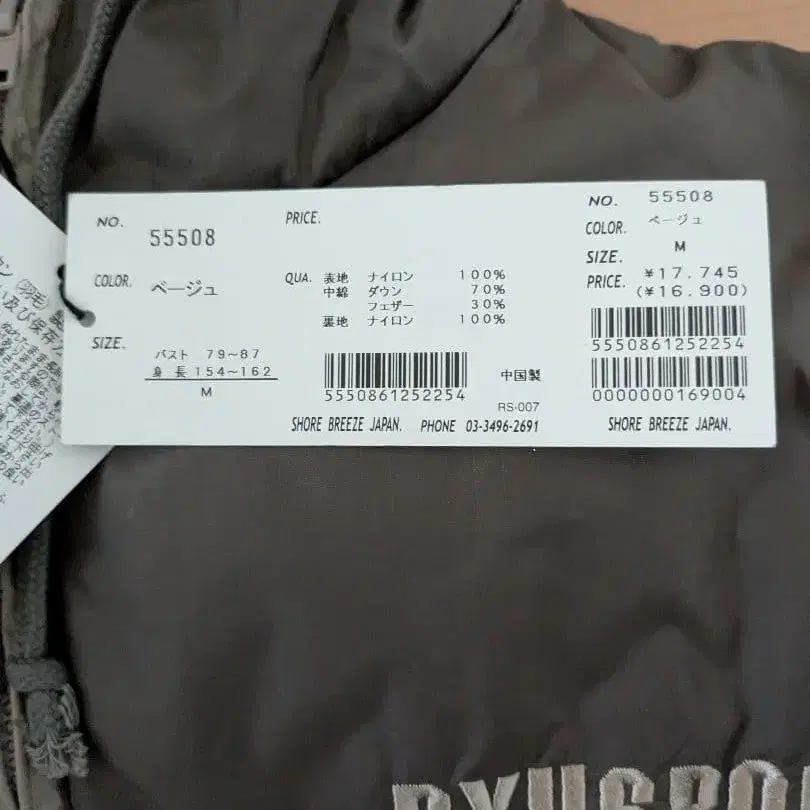 NO. 55508
COLOR. ベージュ
SIZE.
バスト 79~87
身長 154~162
M
PRICE.
QUA. 表地 ナイロン 100%
中綿 ダウン 70%
フェザー 30%
裏地 ナイロン 100%
5550861252254
中国製
RS-007
SHORE BREEZE JAPAN. PHONE 03-3496-2691
NO. 55508
COLOR. ベージュ
SIZE. M
PRICE. ¥17.745
(¥16.900)
5550861252254
0000000169004
SHORE BREEZE JAPAN.